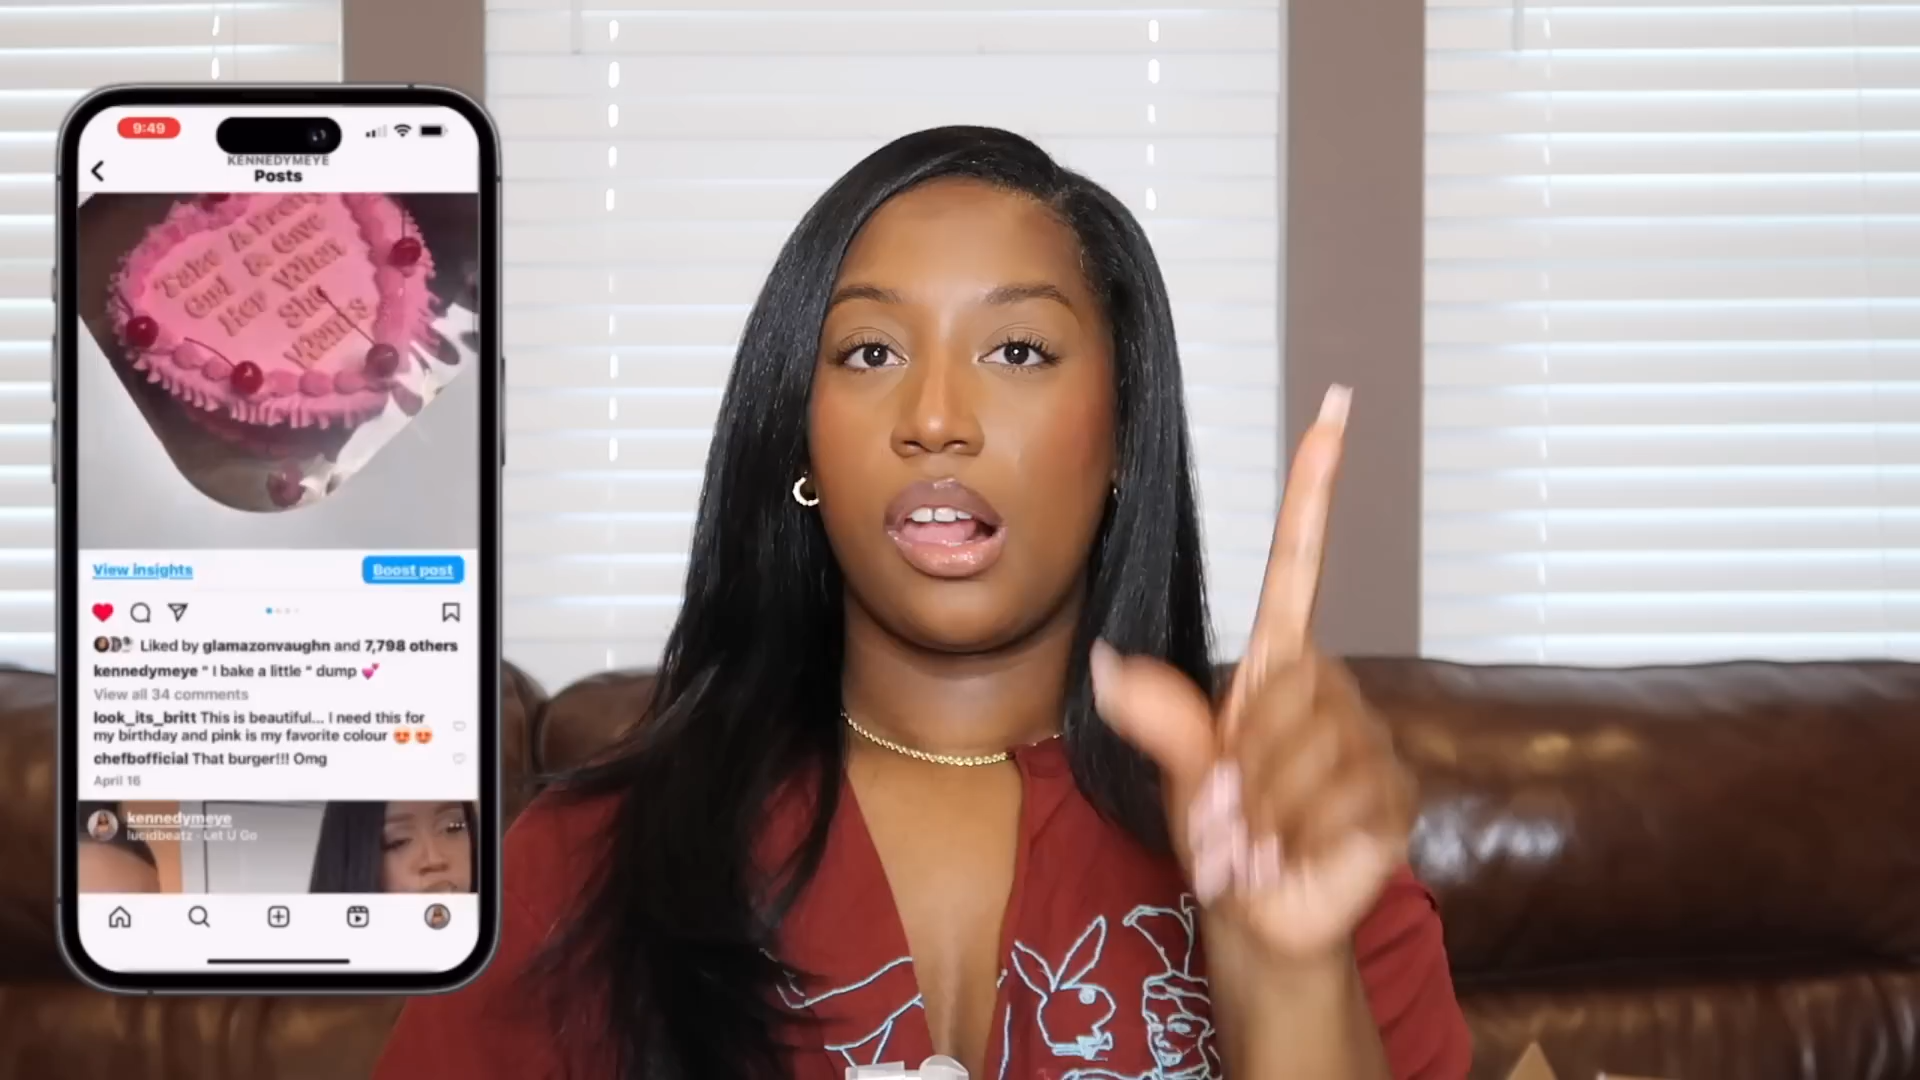 9:49
KENNEDYMEYE
Posts
Take A Pretty
Girl & Give
Her What
She
Wants
View insights
Boost post
Liked by glamazonvaughn and 7,798 others
kennedymeye " I bake a little " dump 💕
View all 34 comments
look_its_britt This is beautiful... I need this for
my birthday and pink is my favorite colour 😍 😍
chefbofficial That burger!!! Omg
April 16
kennedymeye
lucidbeatz · Let U Go